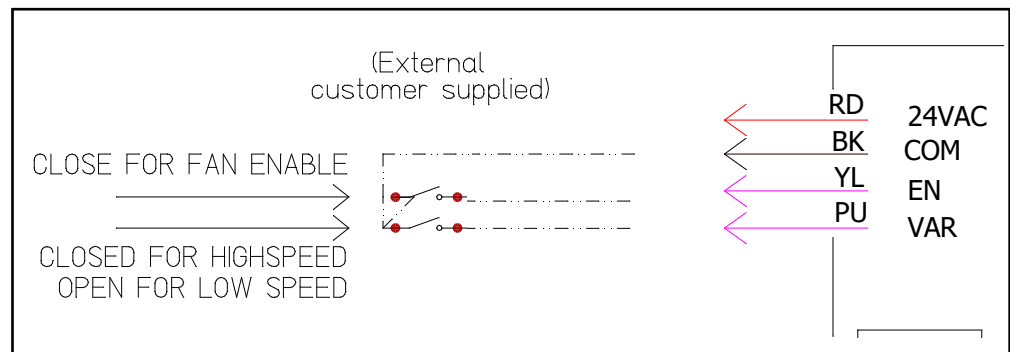 (External
customer supplied)
RD 24VAC
BK COM
CLOSE FOR FAN ENABLE
YL EN
PU VAR
CLOSED FOR HIGHSPEED
OPEN FOR LOW SPEED